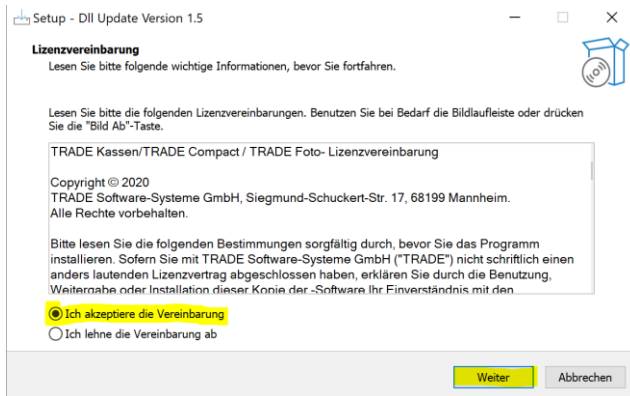 Setup - Dll Update Version 1.5
Lizenzvereinbarung
Lesen Sie bitte folgende wichtige Informationen, bevor Sie fortfahren.
Lesen Sie bitte die folgenden Lizenzvereinbarungen. Benutzen Sie bei Bedarf die Bildlaufleiste oder drücken
Sie die "Bild Ab"-Taste.
TRADE Kassen/TRADE Compact / TRADE Foto- Lizenzvereinbarung
Copyright © 2020
TRADE Software-Systeme GmbH, Siegmund-Schuckert-Str. 17, 68199 Mannheim.
Alle Rechte vorbehalten.
Bitte lesen Sie die folgenden Bestimmungen sorgfältig durch, bevor Sie das Programm
installieren. Sofern Sie mit TRADE Software-Systeme GmbH ("TRADE") nicht schriftlich einen
anders lautenden Lizenzvertrag abgeschlossen haben, erklären Sie durch die Benutzung,
Weitergabe oder Installation dieser Kopie der -Software Ihr Einverständnis mit den
Ich akzeptiere die Vereinbarung
Ich lehne die Vereinbarung ab
Weiter
Abbrechen